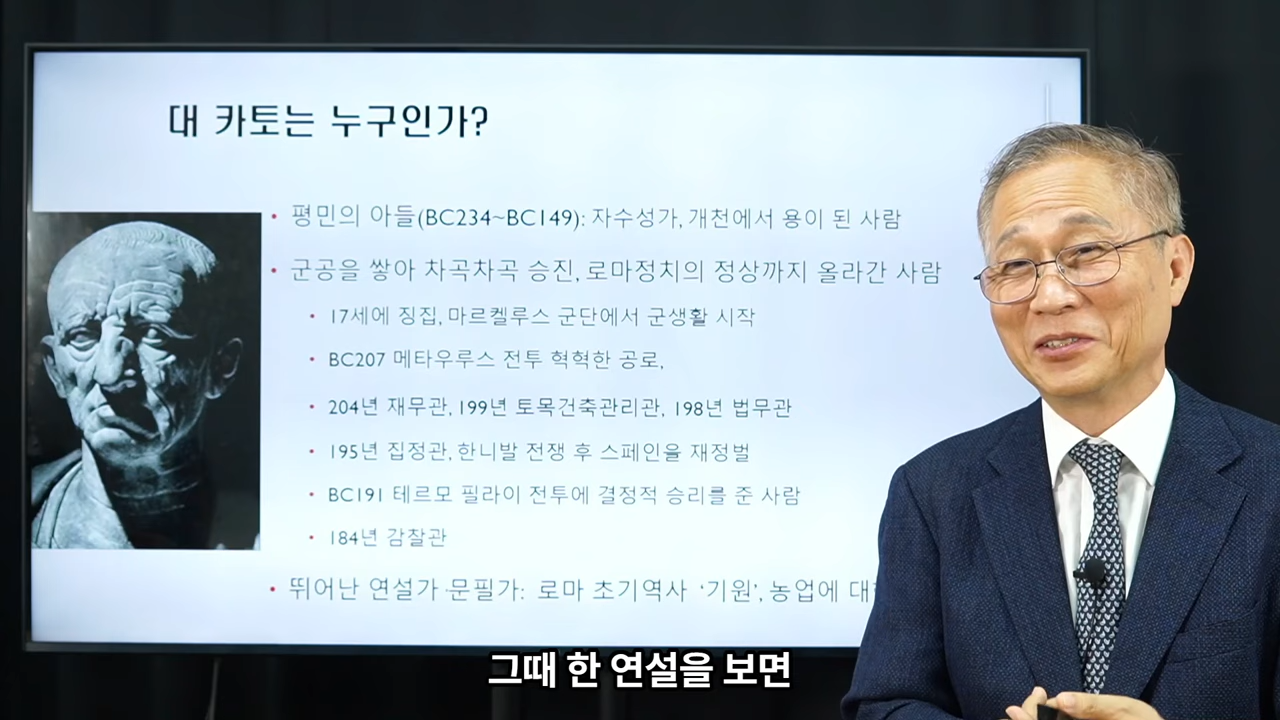 대 카토는 누구인가?
• 평민의 아들(BC234~BC149): 자수성가, 개천에서 용이 된 사람
• 군공을 쌓아 차곡차곡 승진, 로마정치의 정상까지 올라간 사람
• 17세에 징집, 마르켈루스 군단에서 군생활 시작
• BC207 메타우루스 전투 혁혁한 공로,
• 204년 재무관, 199년 토목건축관리관, 198년 법무관
• 195년 집정관, 한니발 전쟁 후 스페인을 재정벌
• BC191 테르모 필라이 전투에 결정적 승리를 준 사람
• 184년 감찰관
• 뛰어난 연설가·문필가: 로마 초기역사 '기원', 농업에
그때 한 연설을 보면